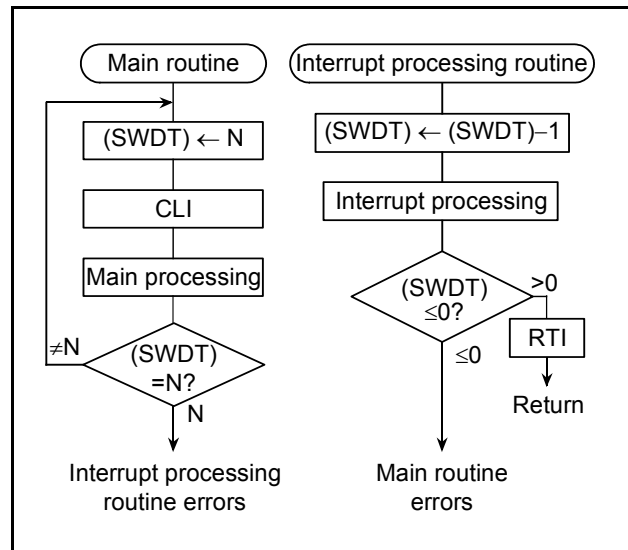 Main routine
(SWDT) ← N
CLI
Main processing
≠N
(SWDT)
=N?
N
Interrupt processing
routine errors
Interrupt processing routine
(SWDT) ← (SWDT)–1
Interrupt processing
(SWDT)
≤0?
>0
≤0
RTI
Return
Main routine
errors